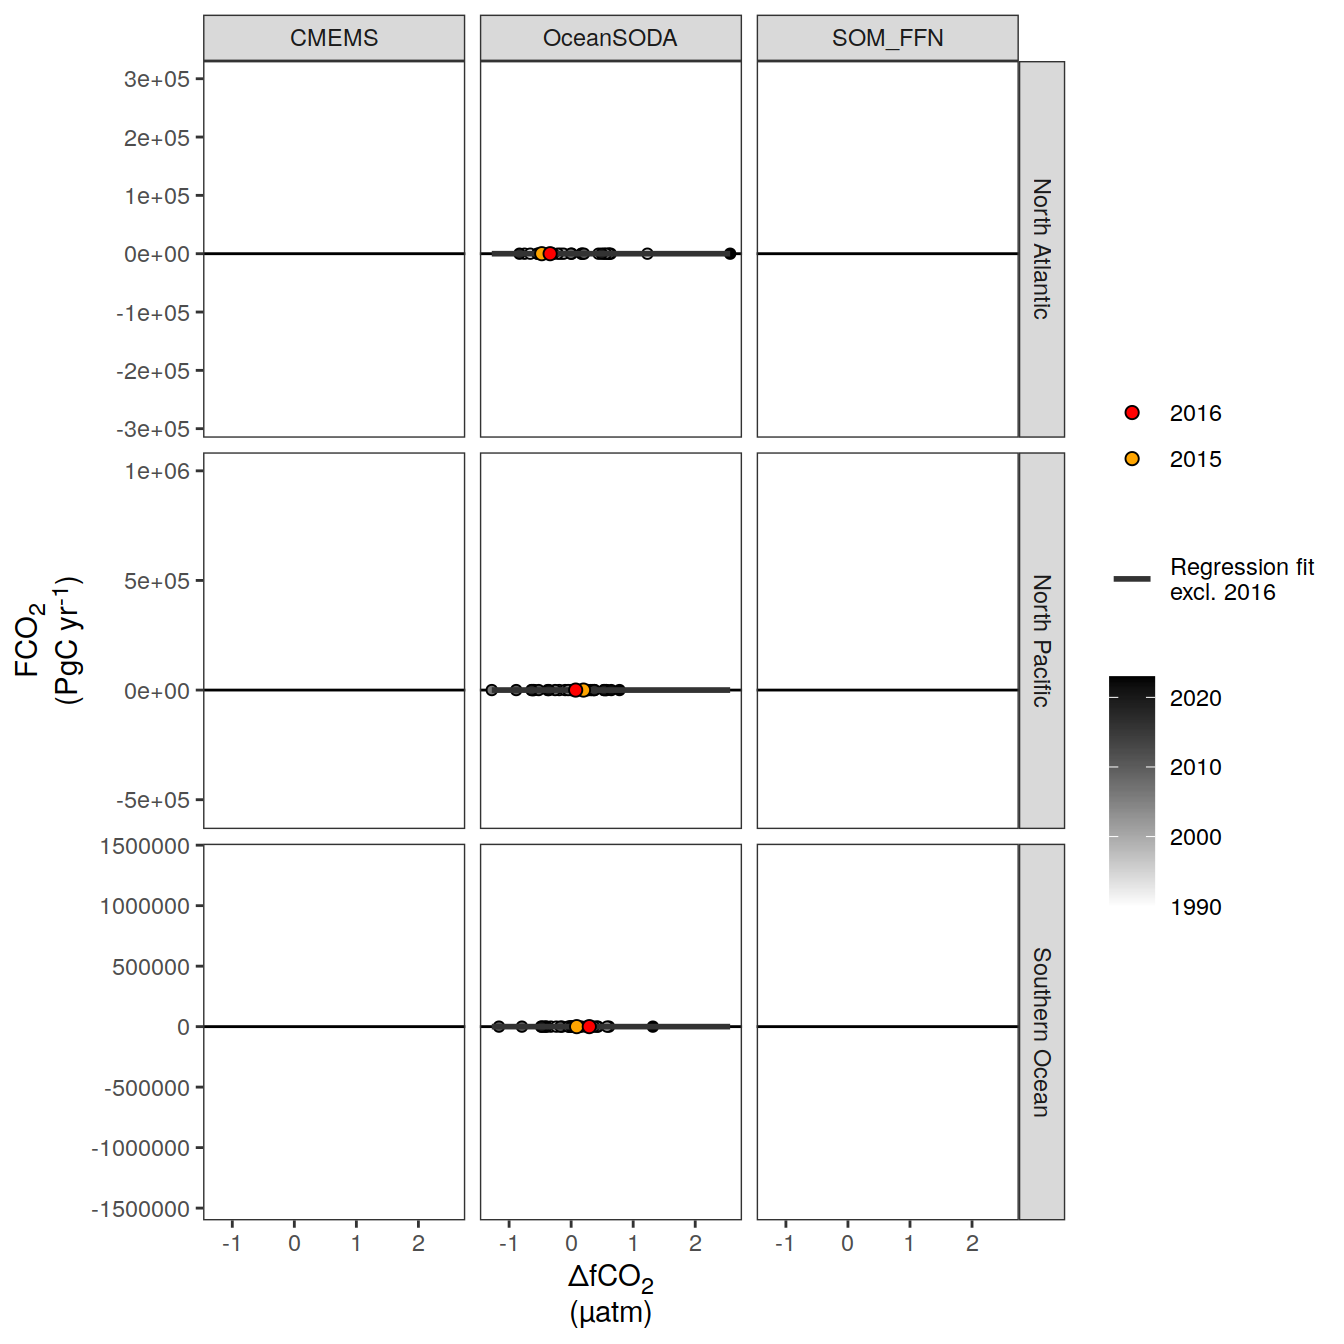 CMEMS
OceanSODA
SOM_FFN
3e+05
2e+05
1e+05
0e+00
-1e+05
-2e+05
-3e+05
North Atlantic
1e+06
5e+05
0e+00
-5e+05
North Pacific
1500000
1000000
500000
0
-500000
-1000000
-1500000
Southern Ocean
-1 0 1 2
-1 0 1 2
-1 0 1 2
ΔfCO2
(µatm)
FCO2
(PgC yr-1)
2016
2015
Regression fit
excl. 2016
2020
2010
2000
1990